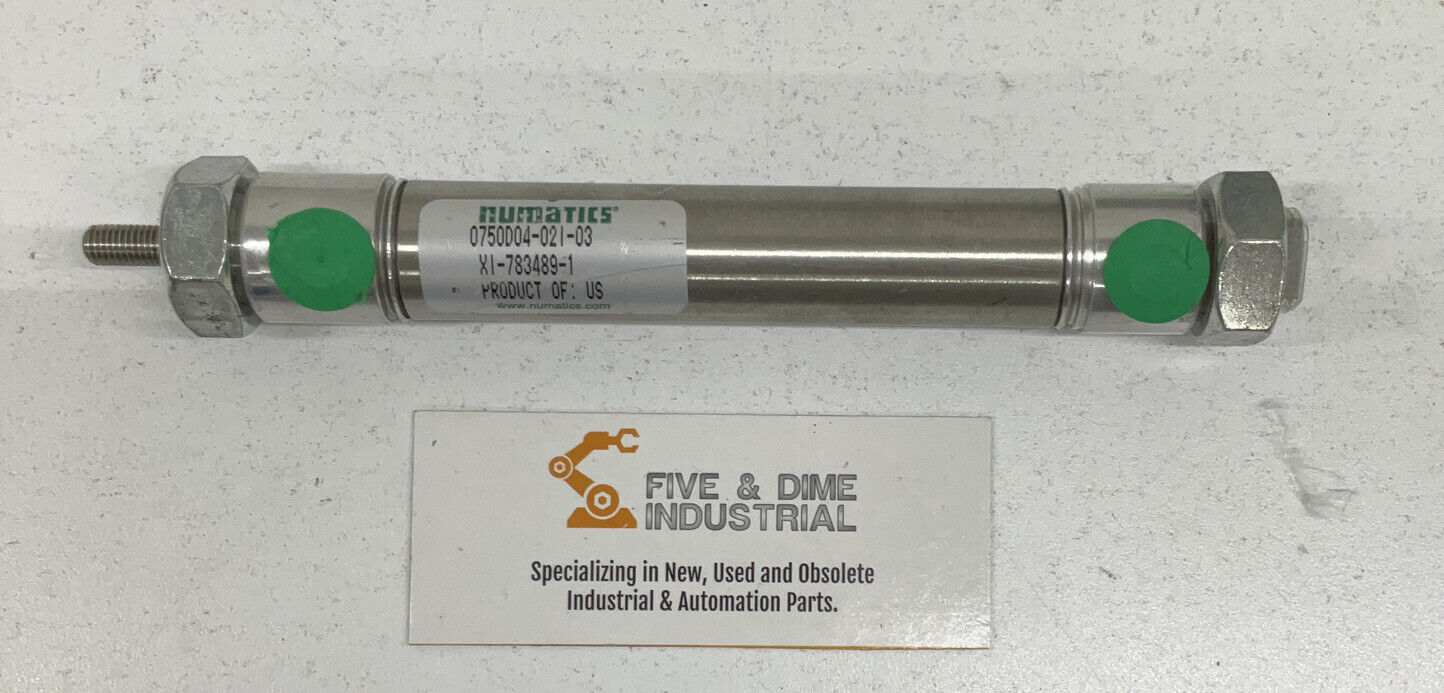 numatics®
0750D04-02I-03
XI-783489-1
PRODUCT OF: US
www.numatics.com
FIVE & DIME
INDUSTRIAL
Specializing in New, Used and Obsolete
Industrial & Automation Parts.